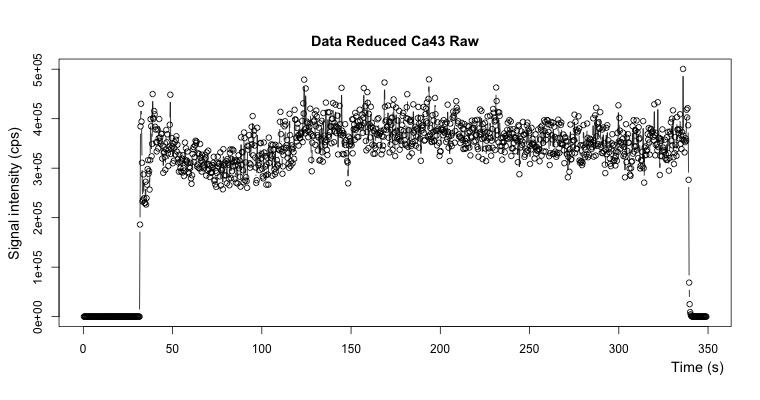 Data Reduced Ca43 Raw
Signal intensity (cps)
5e+05
4e+05
3e+05
2e+05
1e+05
0e+00
0 50 100 150 200 250 300 350
Time (s)